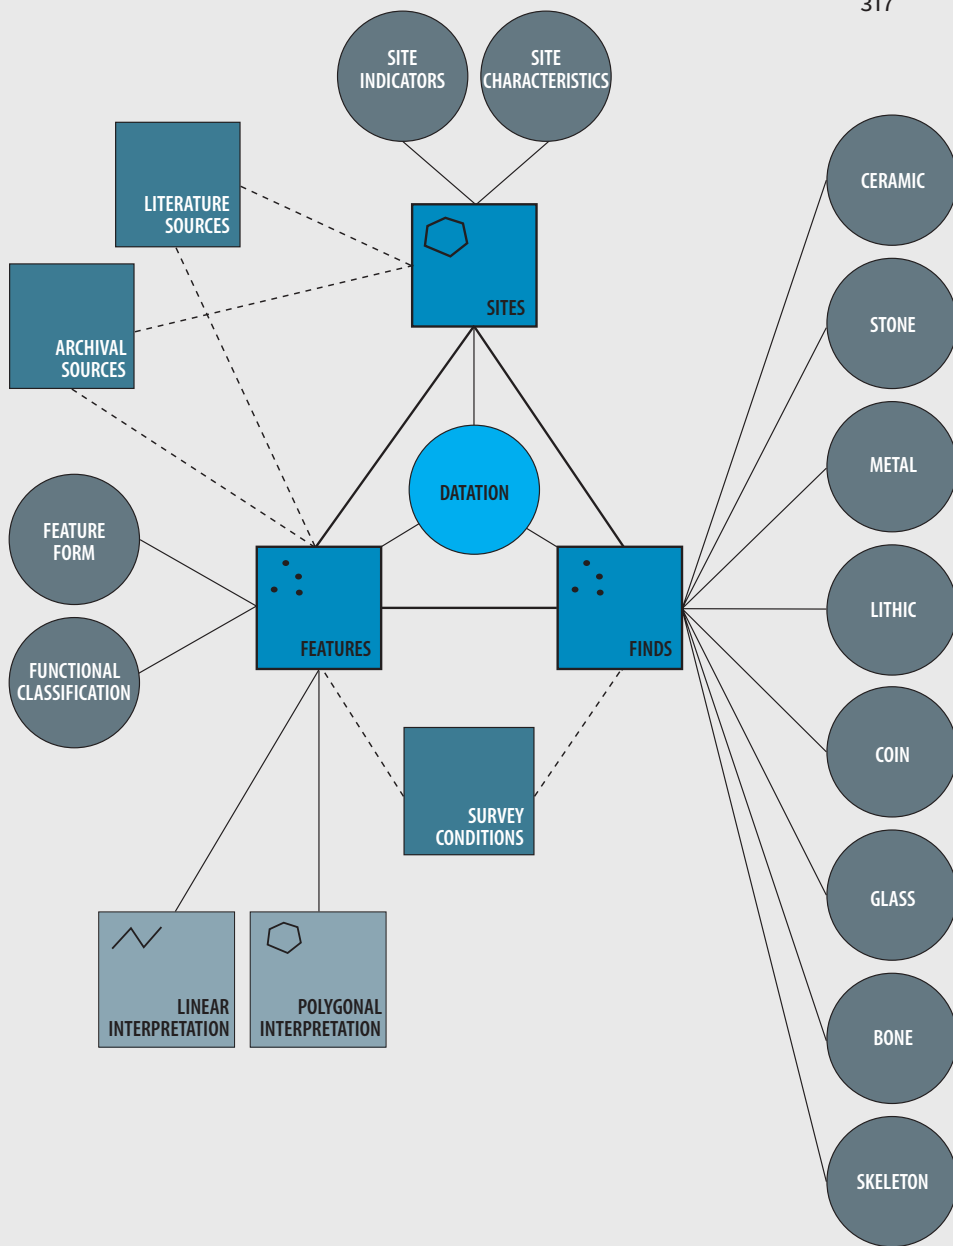 317
SITE
INDICATORS
SITE
CHARACTERISTICS
LITERATURE
SOURCES
CERAMIC
SITES
STONE
ARCHIVAL
SOURCES
METAL
DATATION
FEATURE
FORM
LITHIC
FEATURES
FINDS
FUNCTIONAL
CLASSIFICATION
COIN
SURVEY
CONDITIONS
GLASS
LINEAR
INTERPRETATION
POLYGONAL
INTERPRETATION
BONE
SKELETON